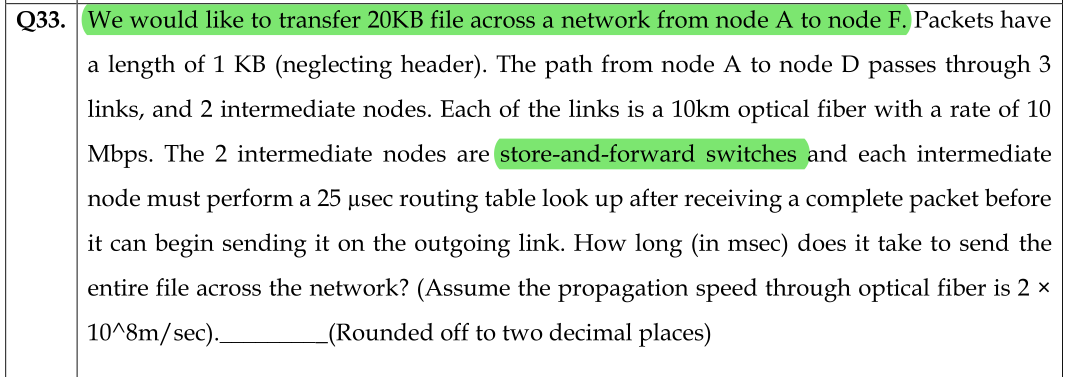 Q33. We would like to transfer 20KB file across a network from node A to node F. Packets have
a length of 1 KB (neglecting header). The path from node A to node D passes through 3
links, and 2 intermediate nodes. Each of the links is a 10km optical fiber with a rate of 10
Mbps. The 2 intermediate nodes are store-and-forward switches and each intermediate
node must perform a 25 μsec routing table look up after receiving a complete packet before
it can begin sending it on the outgoing link. How long (in msec) does it take to send the
entire file across the network? (Assume the propagation speed through optical fiber is 2 ×
10^8m/sec).__________(Rounded off to two decimal places)